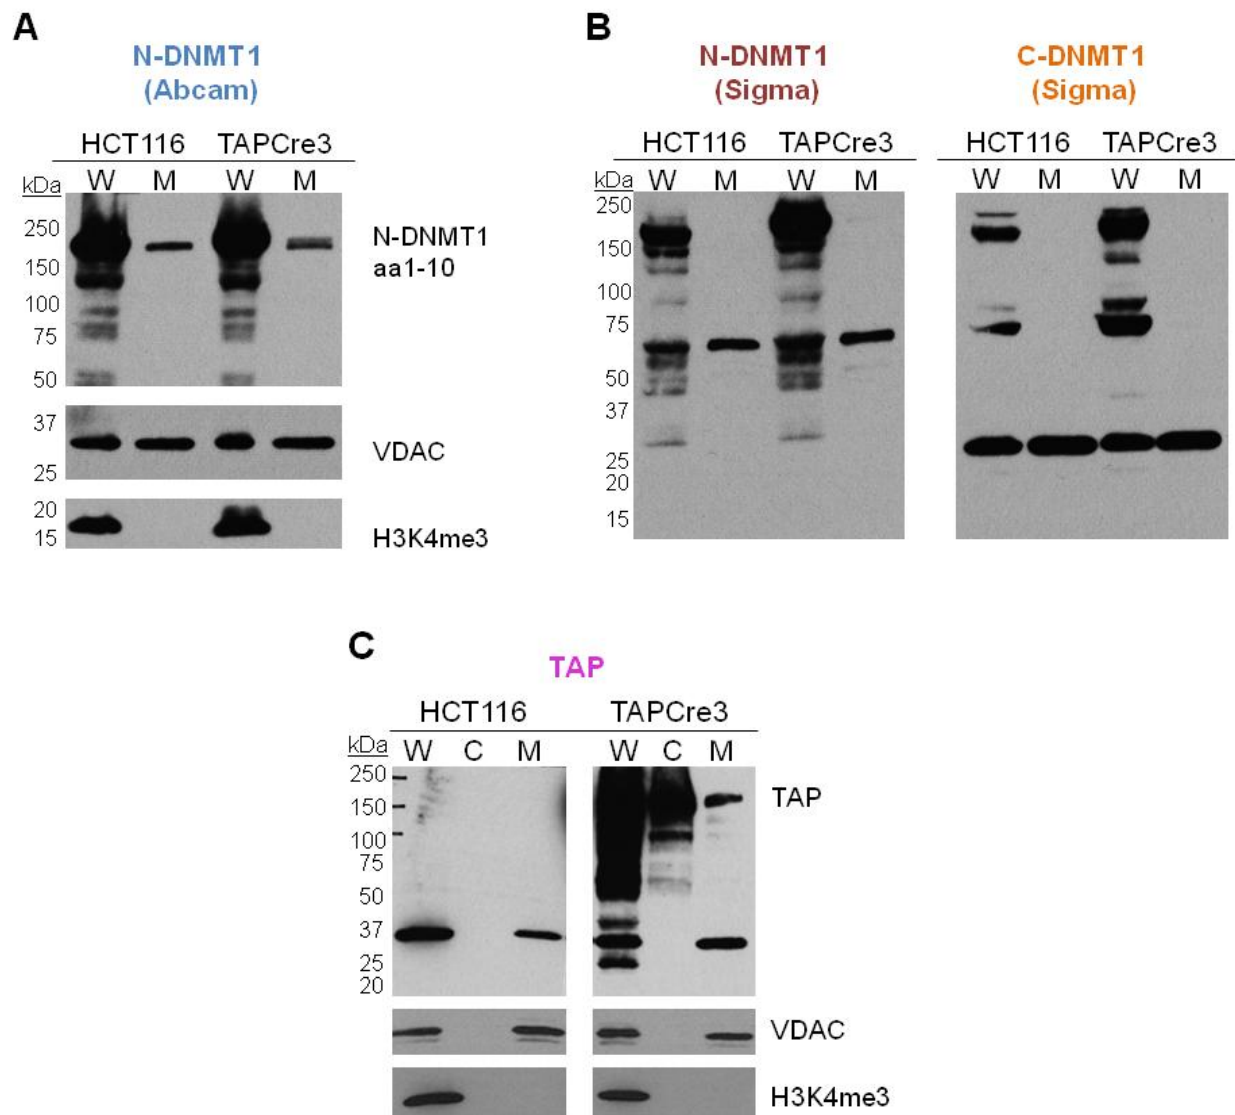 A
N-DNMT1
(Abcam)
HCT116 TAPCre3
kDa W M W M
250
150
100
75
50
N-DNMT1
aa1-10
37
25
VDAC
20
15
H3K4me3
B
N-DNMT1
(Sigma)
C-DNMT1
(Sigma)
HCT116 TAPCre3
HCT116 TAPCre3
kDa W M W M
W M W M
250
150
100
75
50
37
25
20
15
C
TAP
HCT116 TAPCre3
kDa W C M W C M
250
150
100
75
50
37
25
20
TAP
VDAC
H3K4me3